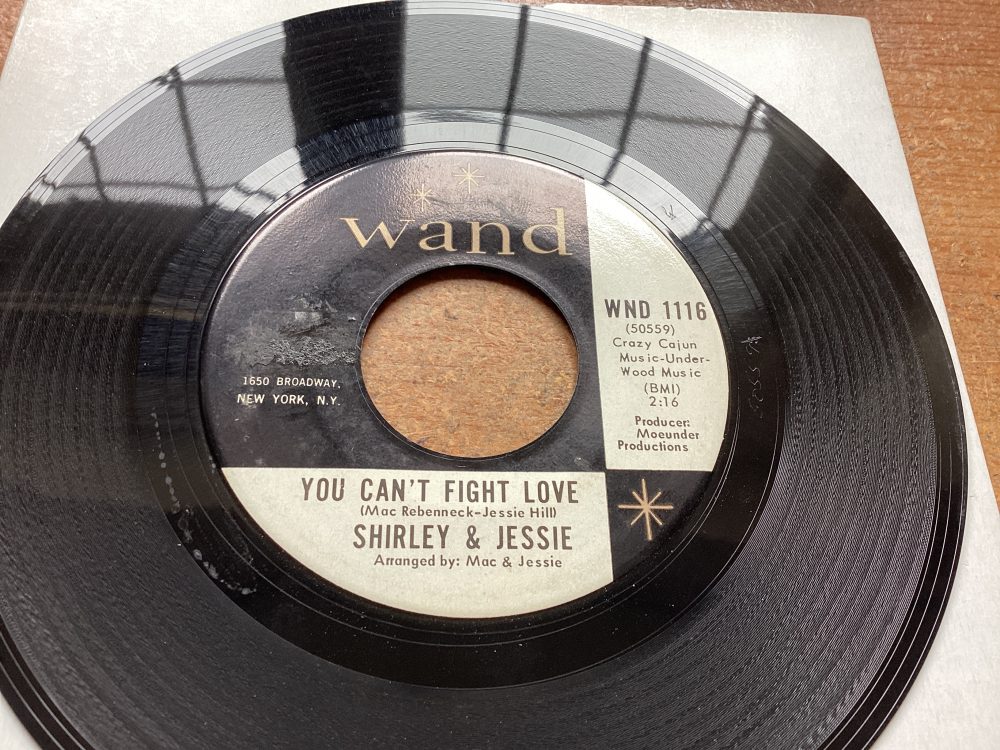 wand
WND 1116
(50559)
Crazy Cajun
Music-Under-
Wood Music
(BMI)
2:16
Producer:
Moeunder
Productions
1650 BROADWAY,
NEW YORK, N.Y.
YOU CAN'T FIGHT LOVE
(Mac Rebenneck-Jessie Hill)
SHIRLEY & JESSIE
Arranged by: Mac & Jessie